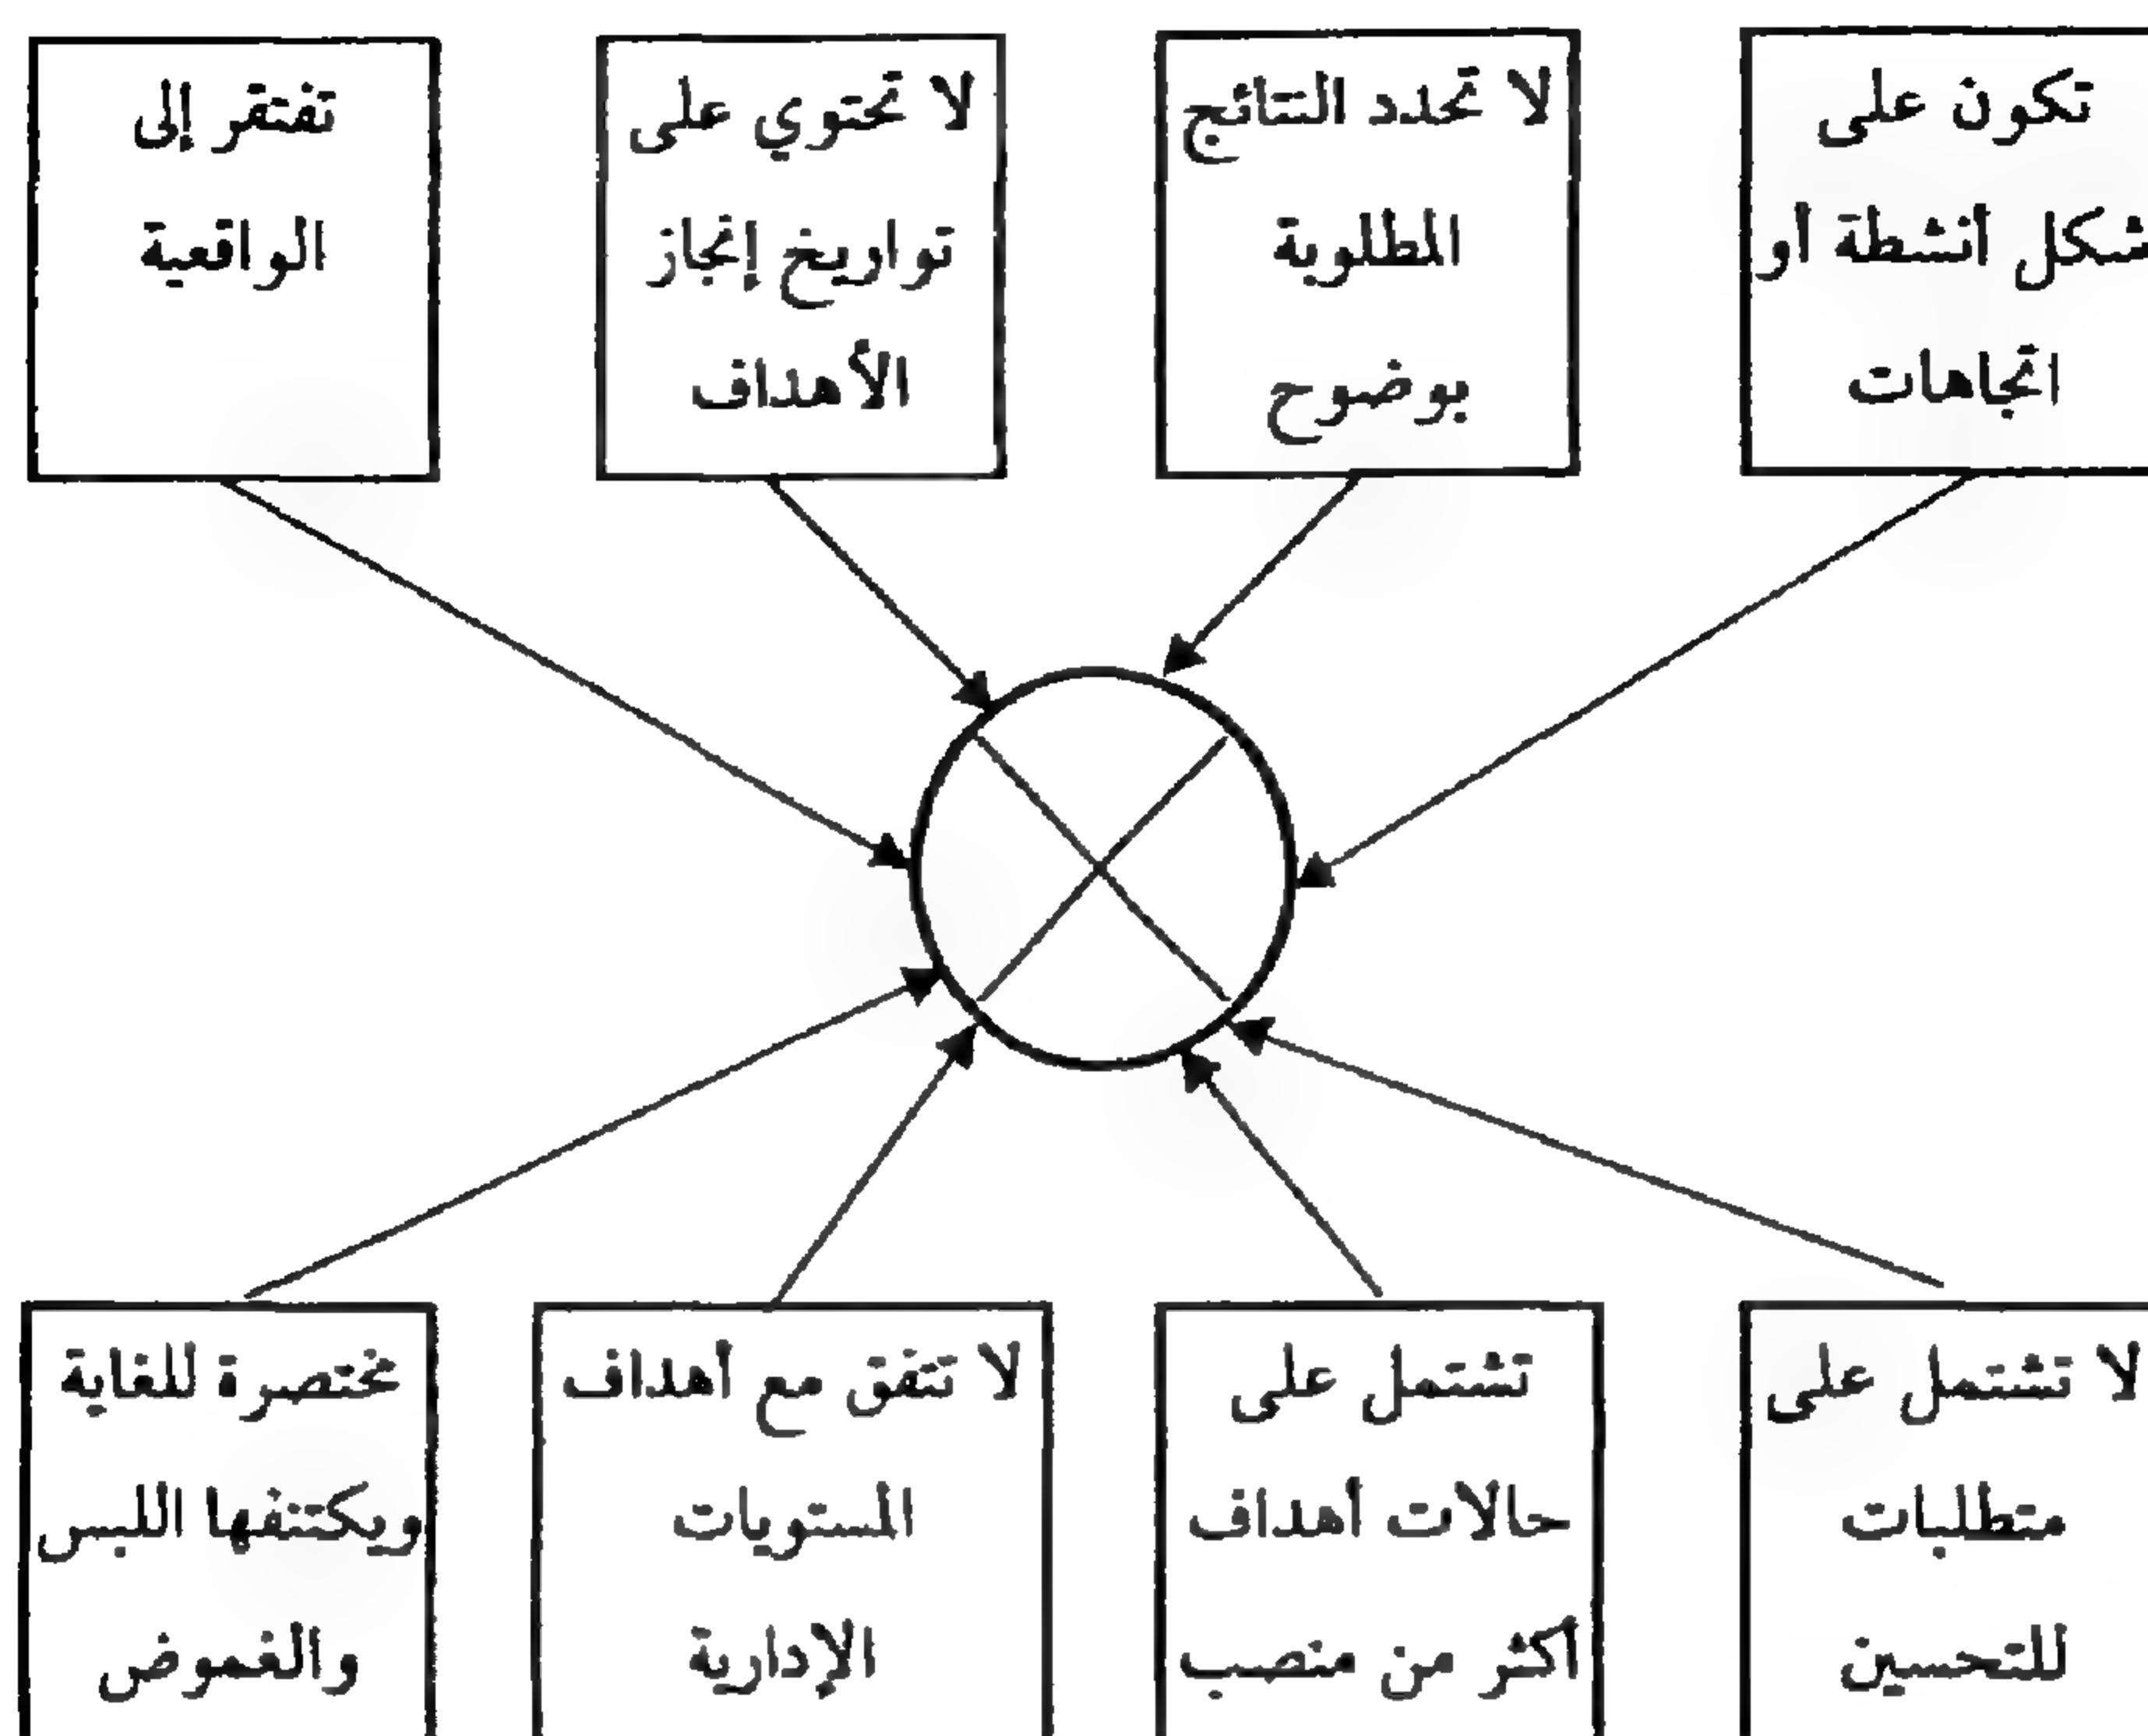 تكون على
شكل أنشطة أو
اتجاهات
لا تحدد النتائج
المطلوبة
بوضوح
لا تحتوي على
تواريخ إنجاز
الأهداف
تفتقر إلى
الواقعية
لا تشتمل على
متطلبات
للتحسين
تشتمل على
حالات أهداف
أكثر من منصب
لا تتفق مع أهداف
المستويات
الإدارية
مختصرة للغاية
ويكتنفها اللبس
والغموض